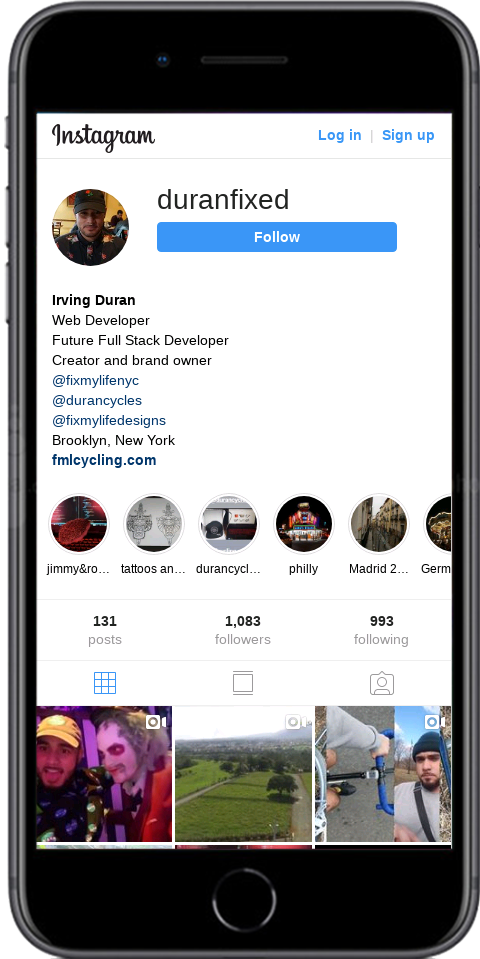 Instagram
Log in | Sign up
duranfixed
Follow
Irving Duran
Web Developer
Future Full Stack Developer
Creator and brand owner
@fixmylifenyc
@durancycles
@fixmylifedesigns
Brooklyn, New York
fmlcycling.com
jimmy&ro… tattoos an… durancycl… philly Madrid 2… Germ
131 1,083 993
posts followers following